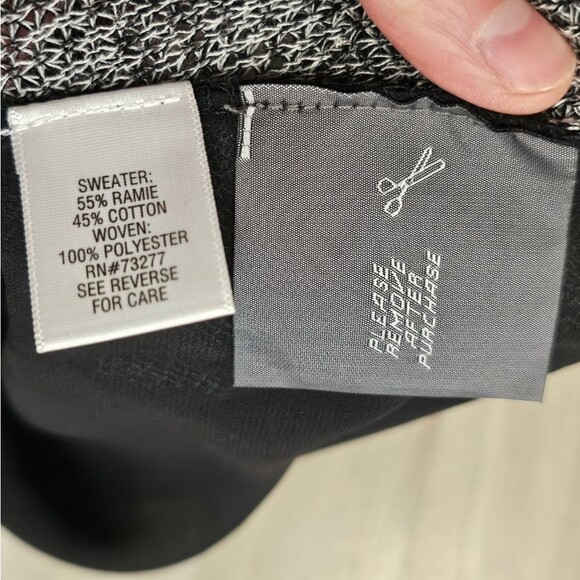 SWEATER:
55% RAMIE
45% COTTON
WOVEN:
100% POLYESTER
RN#73277
SEE REVERSE
FOR CARE
PLEASE
REMOVE
AFTER
PURCHASE